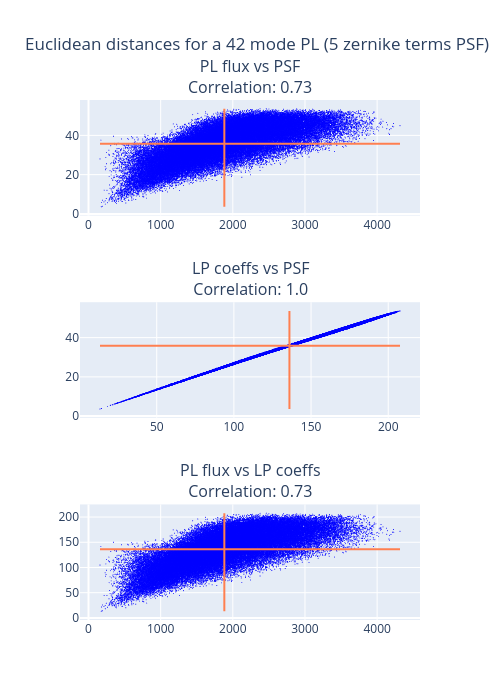 Euclidean distances for a 42 mode PL (5 zernike terms PSF)
PL flux vs PSF
Correlation: 0.73
40
20
0
0 1000 2000 3000 4000
LP coeffs vs PSF
Correlation: 1.0
40
20
0
50 100 150 200
PL flux vs LP coeffs
Correlation: 0.73
200
150
100
50
0
0 1000 2000 3000 4000